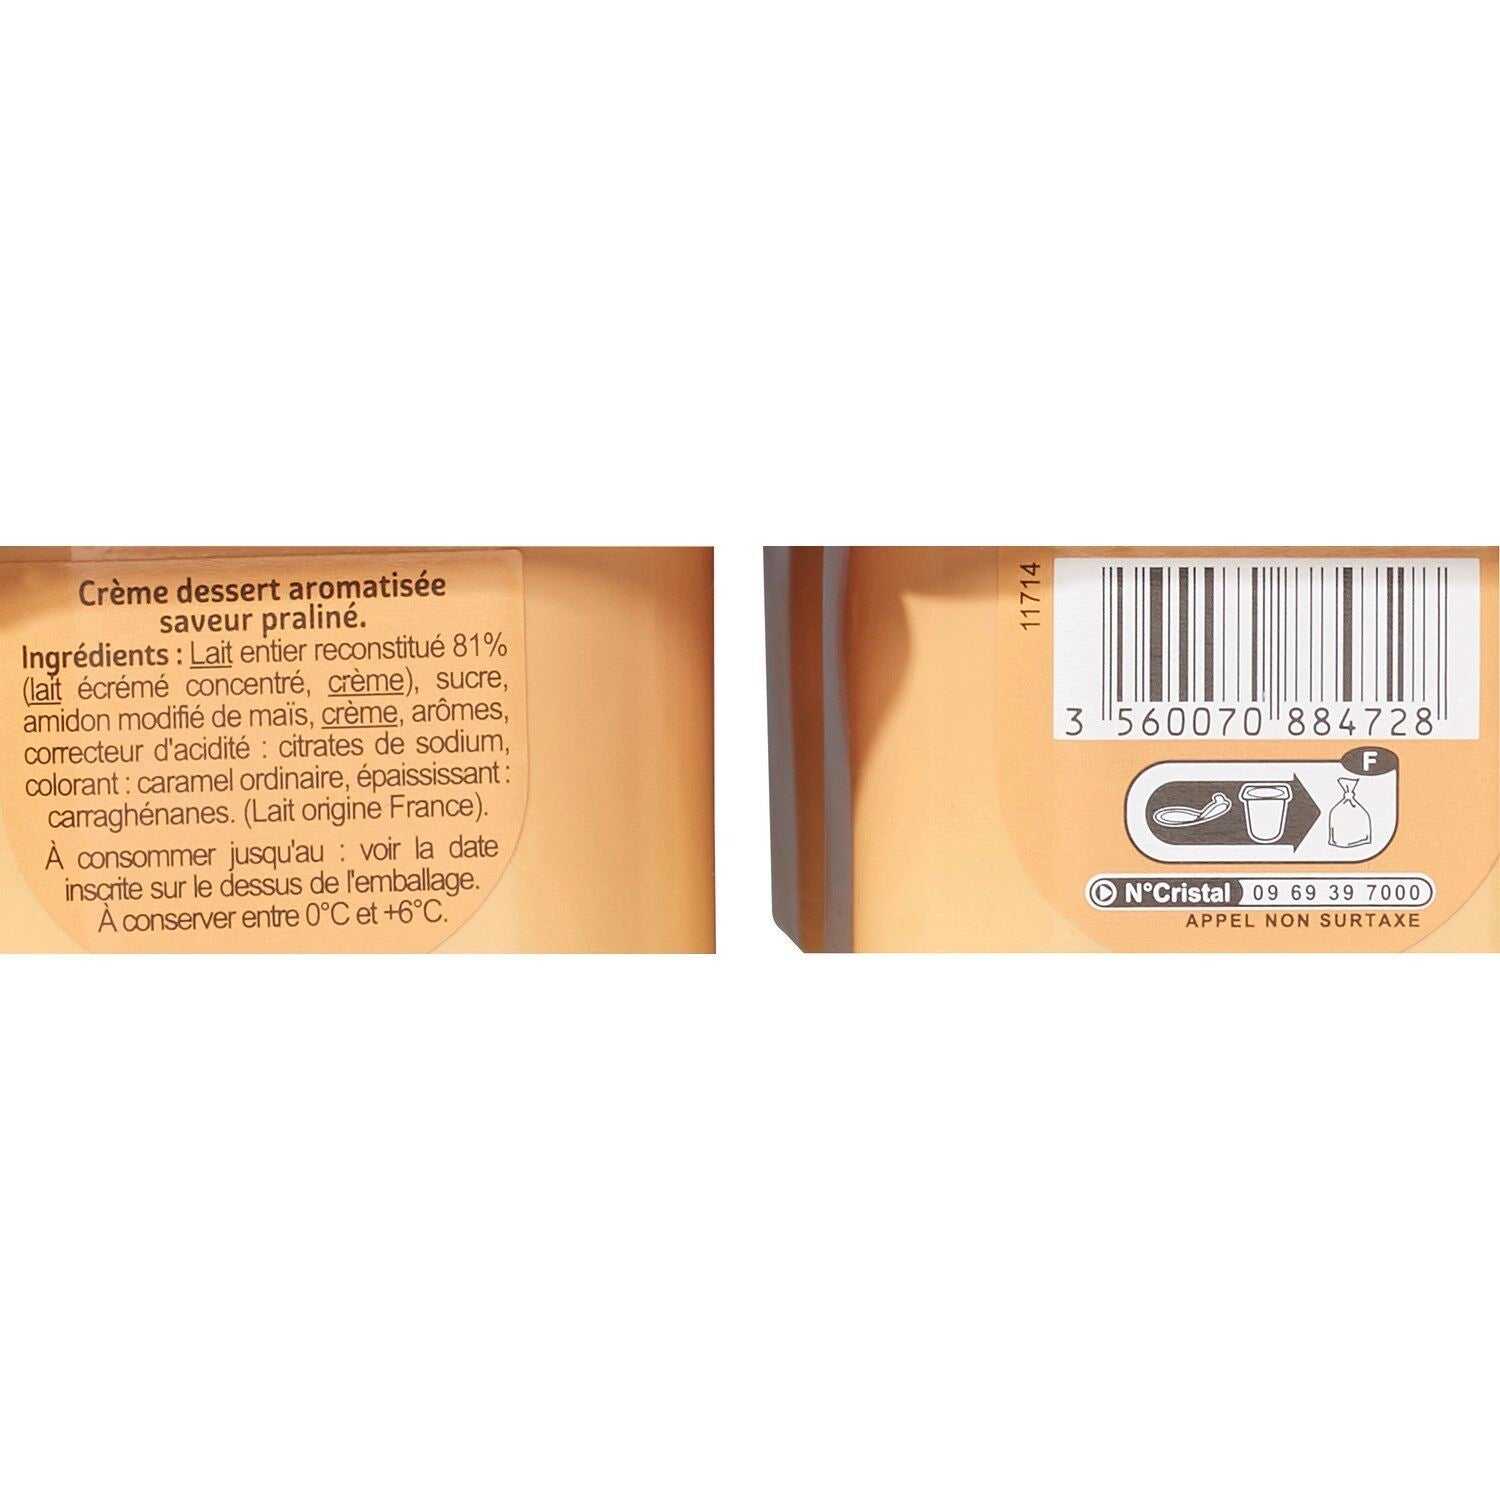 Crème dessert aromatisée
saveur praliné.
Ingrédients : Lait entier reconstitué 81%
(lait écrémé concentré, crème), sucre,
amidon modifié de maïs, crème, arômes,
correcteur d'acidité : citrates de sodium,
colorant : caramel ordinaire, épaississant :
carraghénanes. (Lait origine France).
À consommer jusqu'au : voir la date
inscrite sur le dessus de l'emballage.
À conserver entre 0°C et +6°C.
11714
3 560070 884728
F
N°Cristal 09 69 39 7000
APPEL NON SURTAXE